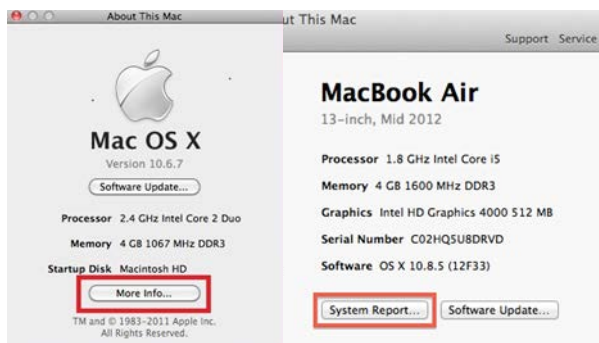 About This Mac
Mac OS X
Version 10.6.7
Software Update...
Processor 2.4 GHz Intel Core 2 Duo
Memory 4 GB 1067 MHz DDR3
Startup Disk Macintosh HD
More Info...
TM and © 1983-2011 Apple Inc.
All Rights Reserved.
ut This Mac
Support Service
MacBook Air
13-inch, Mid 2012
Processor 1.8 GHz Intel Core i5
Memory 4 GB 1600 MHz DDR3
Graphics Intel HD Graphics 4000 512 MB
Serial Number C02HQ5U8DRVD
Software OS X 10.8.5 (12F33)
System Report... Software Update...